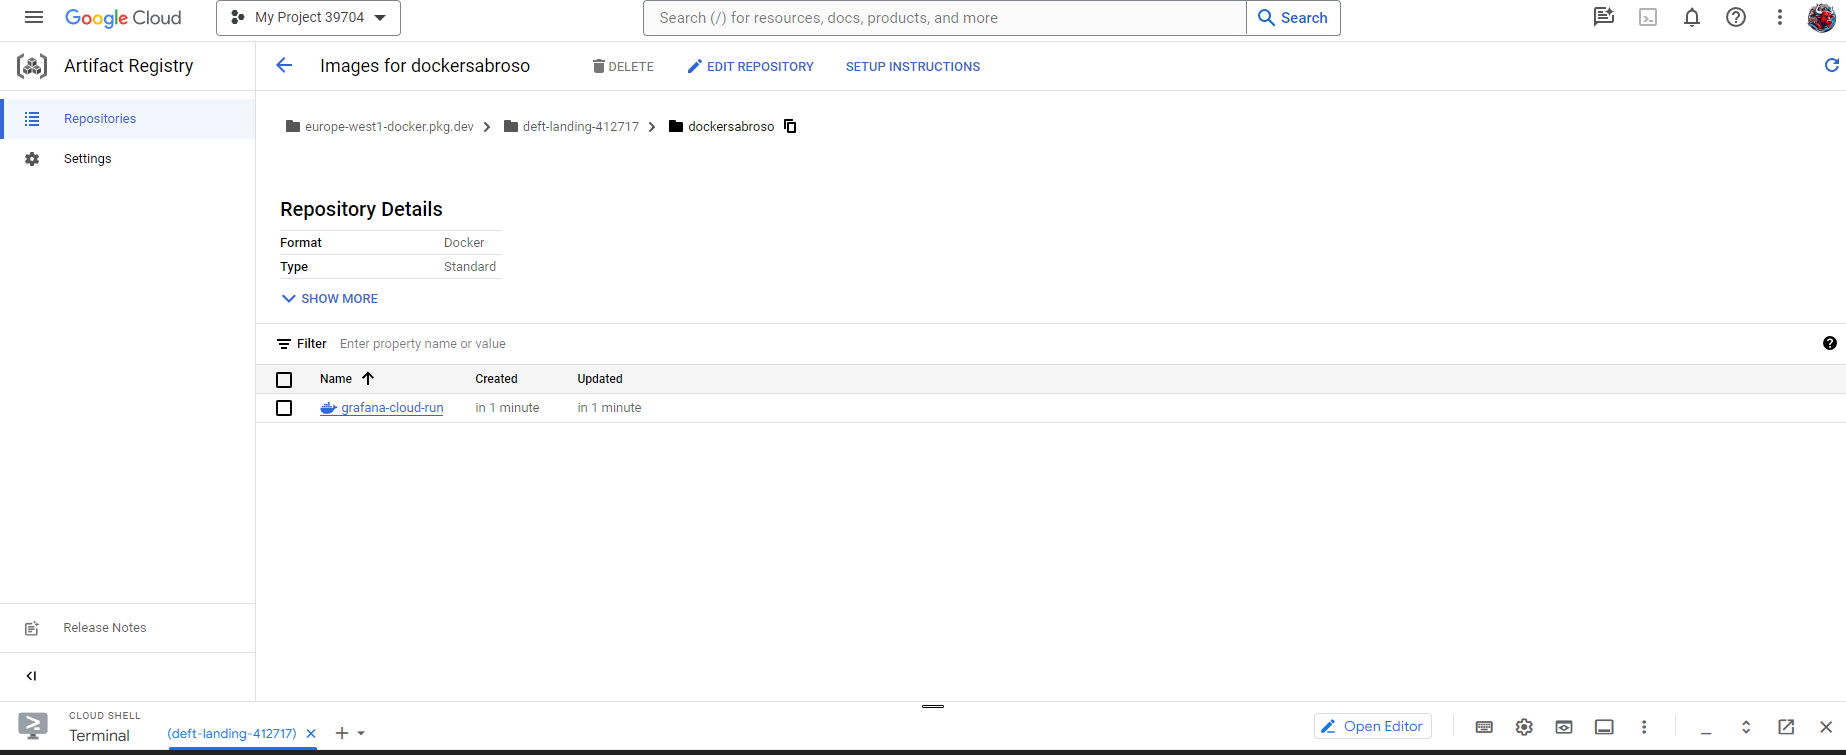 Google Cloud My Project 39704 Search (/) for resources, docs, products, and more Search
Artifact Registry
Images for dockersabroso DELETE EDIT REPOSITORY SETUP INSTRUCTIONS
Repositories
Settings
europe-west1-docker.pkg.dev deft-landing-412717 dockersabroso
Repository Details
Format Docker
Type Standard
SHOW MORE
Filter Enter property name or value
Name Created Updated
grafana-cloud-run in 1 minute in 1 minute
Release Notes
CLOUD SHELL
Terminal (deft-landing-412717) Open Editor